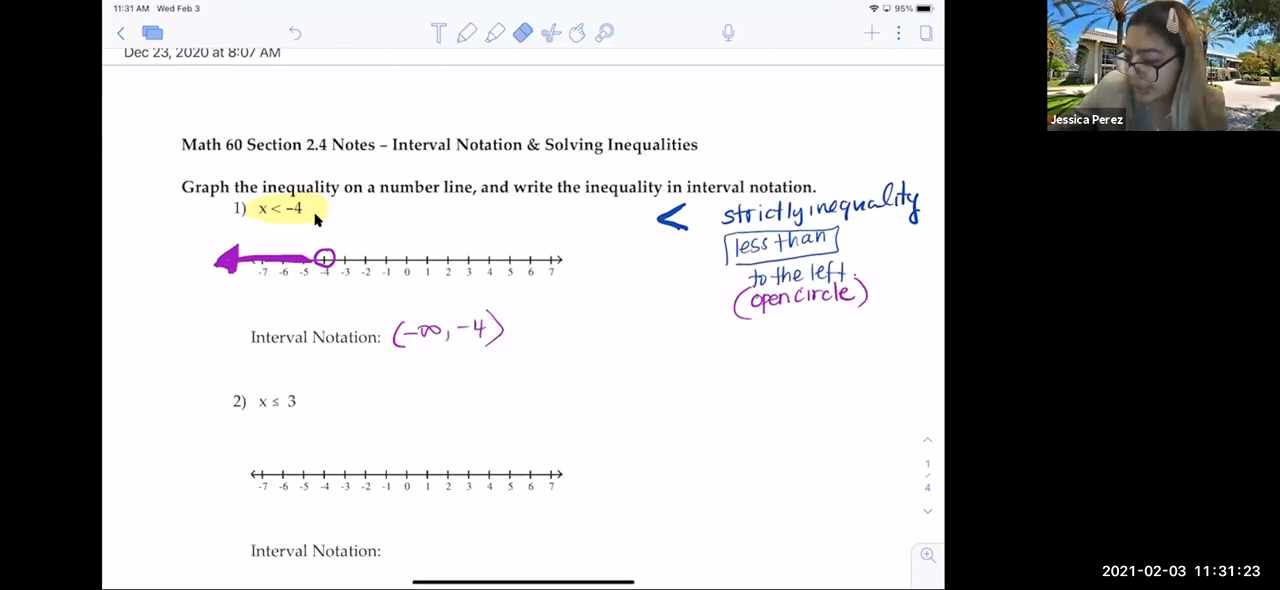 11:31 AM Wed Feb 3
95%
T
Dec 23, 2020 at 8:07 AM
Jessica Perez
Math 60 Section 2.4 Notes – Interval Notation & Solving Inequalities
Graph the inequality on a number line, and write the inequality in interval notation.
1) x < −4
< strictly inequality
less than
to the left.
(open circle)
-7 -6 -5 -4 -3 -2 -1 0 1 2 3 4 5 6 7
Interval Notation: (-∞, -4)
2) x ≤ 3
-7 -6 -5 -4 -3 -2 -1 0 1 2 3 4 5 6 7
1
/
4
Interval Notation:
2021-02-03 11:31:23